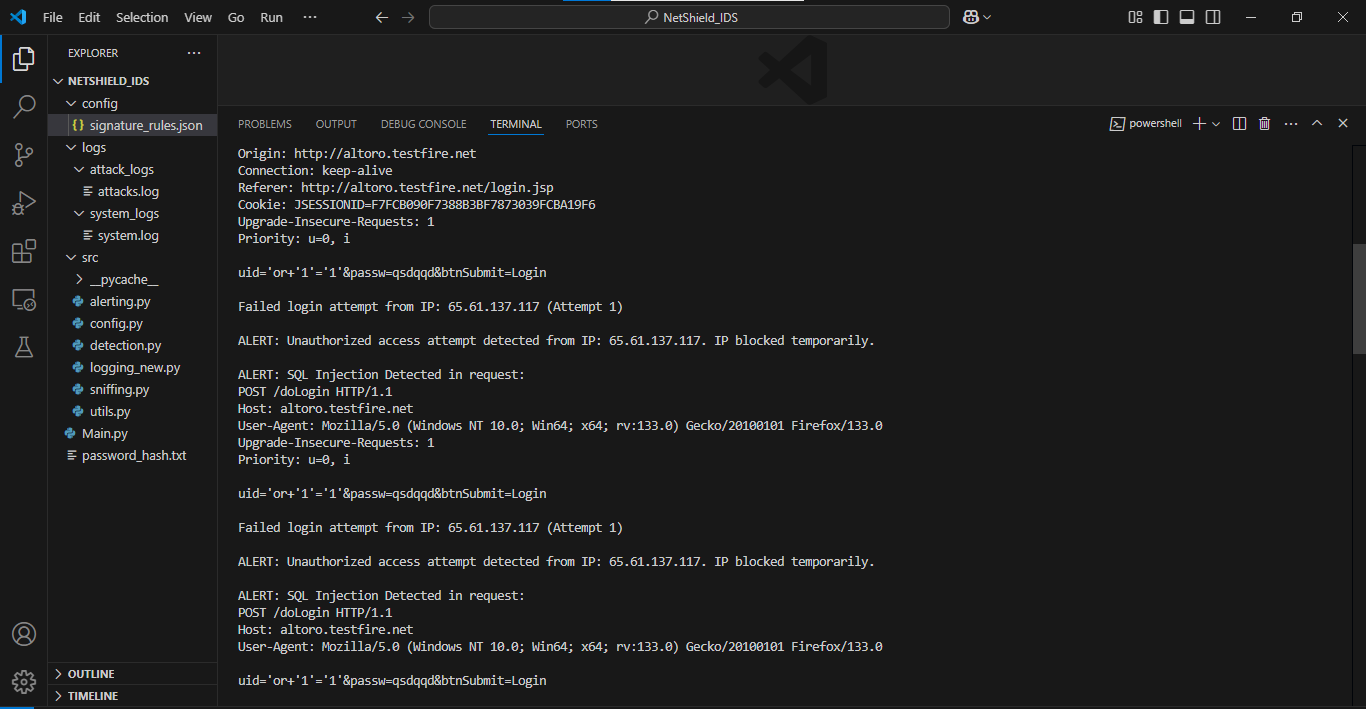 File Edit Selection View Go Run ···
NetShield_IDS
EXPLORER ···
NETSHIELD_IDS
config
{} signature_rules.json
logs
attack_logs
attacks.log
system_logs
system.log
src
__pycache__
alerting.py
config.py
detection.py
logging_new.py
sniffing.py
utils.py
Main.py
password_hash.txt
OUTLINE
TIMELINE
PROBLEMS OUTPUT DEBUG CONSOLE TERMINAL PORTS
powershell
Origin: http://altoro.testfire.net
Connection: keep-alive
Referer: http://altoro.testfire.net/login.jsp
Cookie: JSESSIONID=F7FCB090F7388B3BF7873039FCBA19F6
Upgrade-Insecure-Requests: 1
Priority: u=0, i
uid='or+'1'='1'&passw=qsdqqd&btnSubmit=Login
Failed login attempt from IP: 65.61.137.117 (Attempt 1)
ALERT: Unauthorized access attempt detected from IP: 65.61.137.117. IP blocked temporarily.
ALERT: SQL Injection Detected in request:
POST /doLogin HTTP/1.1
Host: altoro.testfire.net
User-Agent: Mozilla/5.0 (Windows NT 10.0; Win64; x64; rv:133.0) Gecko/20100101 Firefox/133.0
Upgrade-Insecure-Requests: 1
Priority: u=0, i
uid='or+'1'='1'&passw=qsdqqd&btnSubmit=Login
Failed login attempt from IP: 65.61.137.117 (Attempt 1)
ALERT: Unauthorized access attempt detected from IP: 65.61.137.117. IP blocked temporarily.
ALERT: SQL Injection Detected in request:
POST /doLogin HTTP/1.1
Host: altoro.testfire.net
User-Agent: Mozilla/5.0 (Windows NT 10.0; Win64; x64; rv:133.0) Gecko/20100101 Firefox/133.0
uid='or+'1'='1'&passw=qsdqqd&btnSubmit=Login